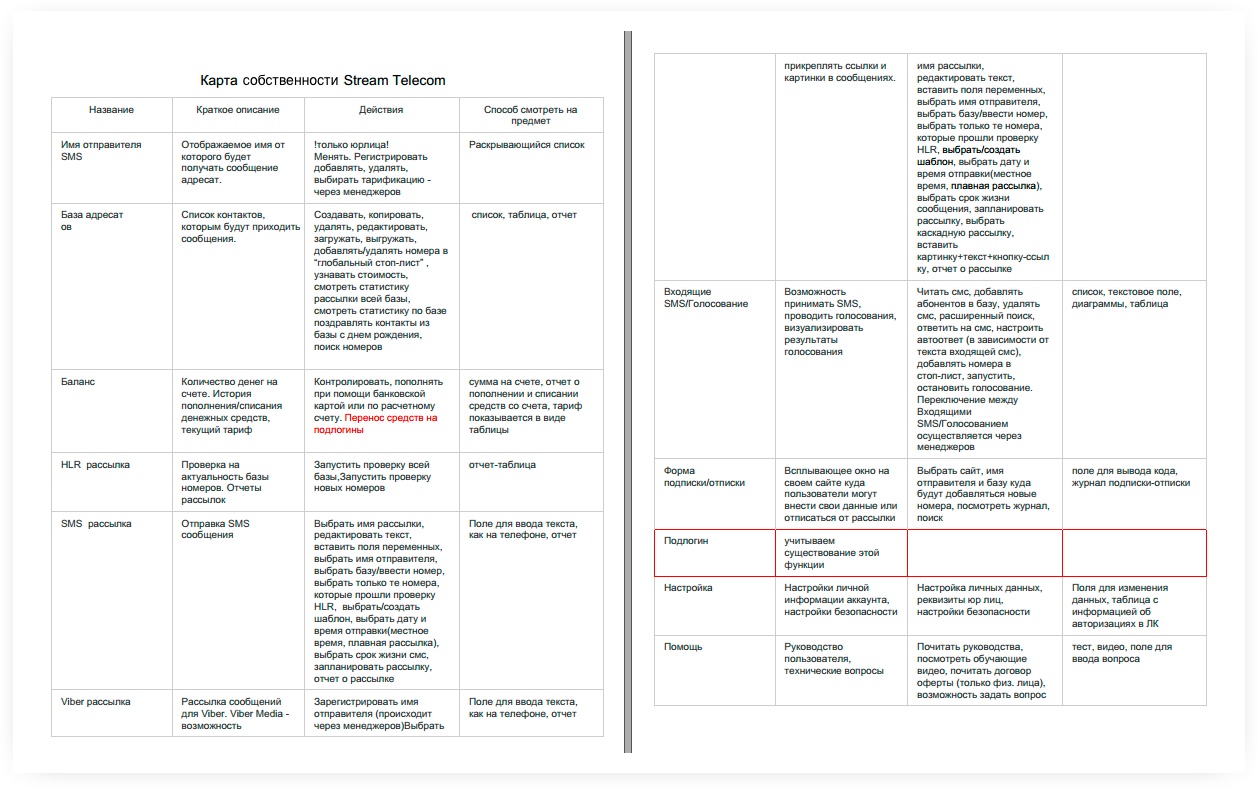 Карта собственности Stream Telecom
Название
Краткое описание
Действия
Способ смотреть на
предмет
Имя отправителя
SMS
Отображаемое имя от
которого будет
получать сообщение
адресат.
!только юрлица!
Менять. Регистрировать
добавлять, удалять,
выбирать тарификацию -
через менеджеров
Раскрывающийся список
База адресат
ов
Список контактов,
которым будут приходить
сообщения.
Создавать, копировать,
удалять, редактировать,
загружать, выгружать,
добавлять/удалять номера в
“глобальный стоп-лист” ,
узнавать стоимость,
смотреть статистику
рассылки всей базы,
смотреть статистику по базе
поздравлять контакты из
базы с днем рождения,
поиск номеров
список, таблица, отчет
Баланс
Количество денег на
счете. История
пополнения/списания
денежных средств,
текущий тариф
Контролировать, пополнять
при помощи банковской
картой или по расчетному
счету. Перенос средств на
подлогины
сумма на счете, отчет о
пополнении и списании
средств со счета, тариф
показывается в виде
таблицы
HLR рассылка
Проверка на
актуальность базы
номеров. Отчеты
рассылок
Запустить проверку всей
базы,Запустить проверку
новых номеров
отчет-таблица
SMS рассылка
Отправка SMS
сообщения
Выбрать имя рассылки,
редактировать текст,
вставить поля переменных,
выбрать имя отправителя,
выбрать базу/ввести номер,
выбрать только те номера,
которые прошли проверку
HLR, выбрать/создать
шаблон, выбрать дату и
время отправки(местное
время, плавная рассылка),
выбрать срок жизни смс,
запланировать рассылку,
отчет о рассылке
Поле для ввода текста,
как на телефоне, отчет
Viber рассылка
Рассылка сообщений
для Viber. Viber Media -
возможность
Зарегистрировать имя
отправителя (происходит
через менеджеров)Выбрать
Поле для ввода текста,
как на телефоне, отчет
прикреплять ссылки и
картинки в сообщениях.
имя рассылки,
редактировать текст,
вставить поля переменных,
выбрать имя отправителя,
выбрать базу/ввести номер,
выбрать только те номера,
которые прошли проверку
HLR, выбрать/создать
шаблон, выбрать дату и
время отправки(местное
время, плавная рассылка),
выбрать срок жизни
сообщения, запланировать
рассылку, выбрать
каскадную рассылку,
вставить
картинку+текст+кнопку-ссыл
ку, отчет о рассылке
Входящие
SMS/Голосование
Возможность
принимать SMS,
проводить голосования,
визуализировать
результаты
голосования
Читать смс, добавлять
абонентов в базу, удалять
смс, расширенный поиск,
ответить на смс, настроить
автоответ (в зависимости от
текста входящей смс),
добавлять номера в
стоп-лист, запустить,
остановить голосование.
Переключение между
Входящими
SMS/Голосованием
осуществляется через
менеджеров
список, текстовое поле,
диаграммы, таблица
Форма
подписки/отписки
Всплывающее окно на
своем сайте куда
пользователи могут
внести свои данные или
отписаться от рассылки
Выбрать сайт, имя
отправителя и базу куда
будут добавляться новые
номера, посмотреть журнал,
поиск
поле для вывода кода,
журнал подписки-отписки
Подлогин
учитываем
существование этой
функции
Настройка
Настройки личной
информации аккаунта,
настройки безопасности
Настройка личных данных,
реквизиты юр лиц,
настройки безопасности
Поля для изменения
данных, таблица с
информацией об
авторизациях в ЛК
Помощь
Руководство
пользователя,
технические вопросы
Почитать руководства,
посмотреть обучающие
видео, почитать договор
оферты (только физ. лица),
возможность задать вопрос
тест, видео, поле для
ввода вопроса